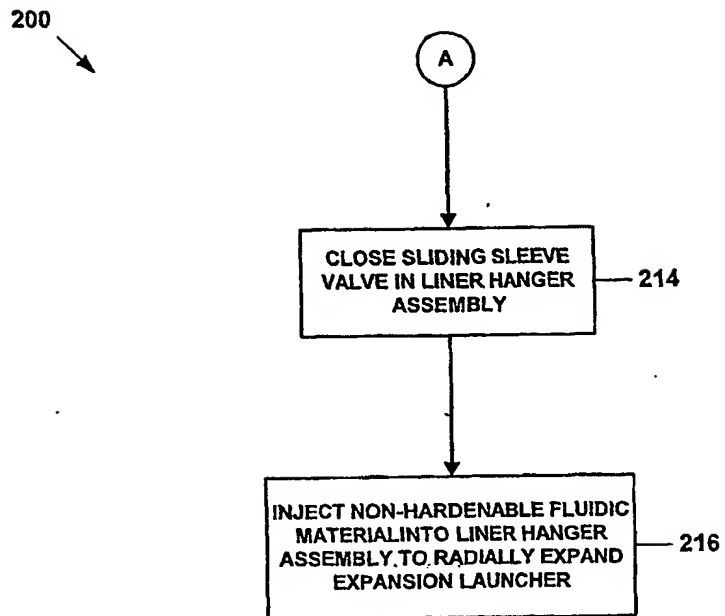 200
A
CLOSE SLIDING SLEEVE
VALVE IN LINER HANGER
ASSEMBLY
214
INJECT NON-HARDENABLE FLUIDIC
MATERIALINTO LINER HANGER
ASSEMBLY TO RADIALLY EXPAND
EXPANSION LAUNCHER
216